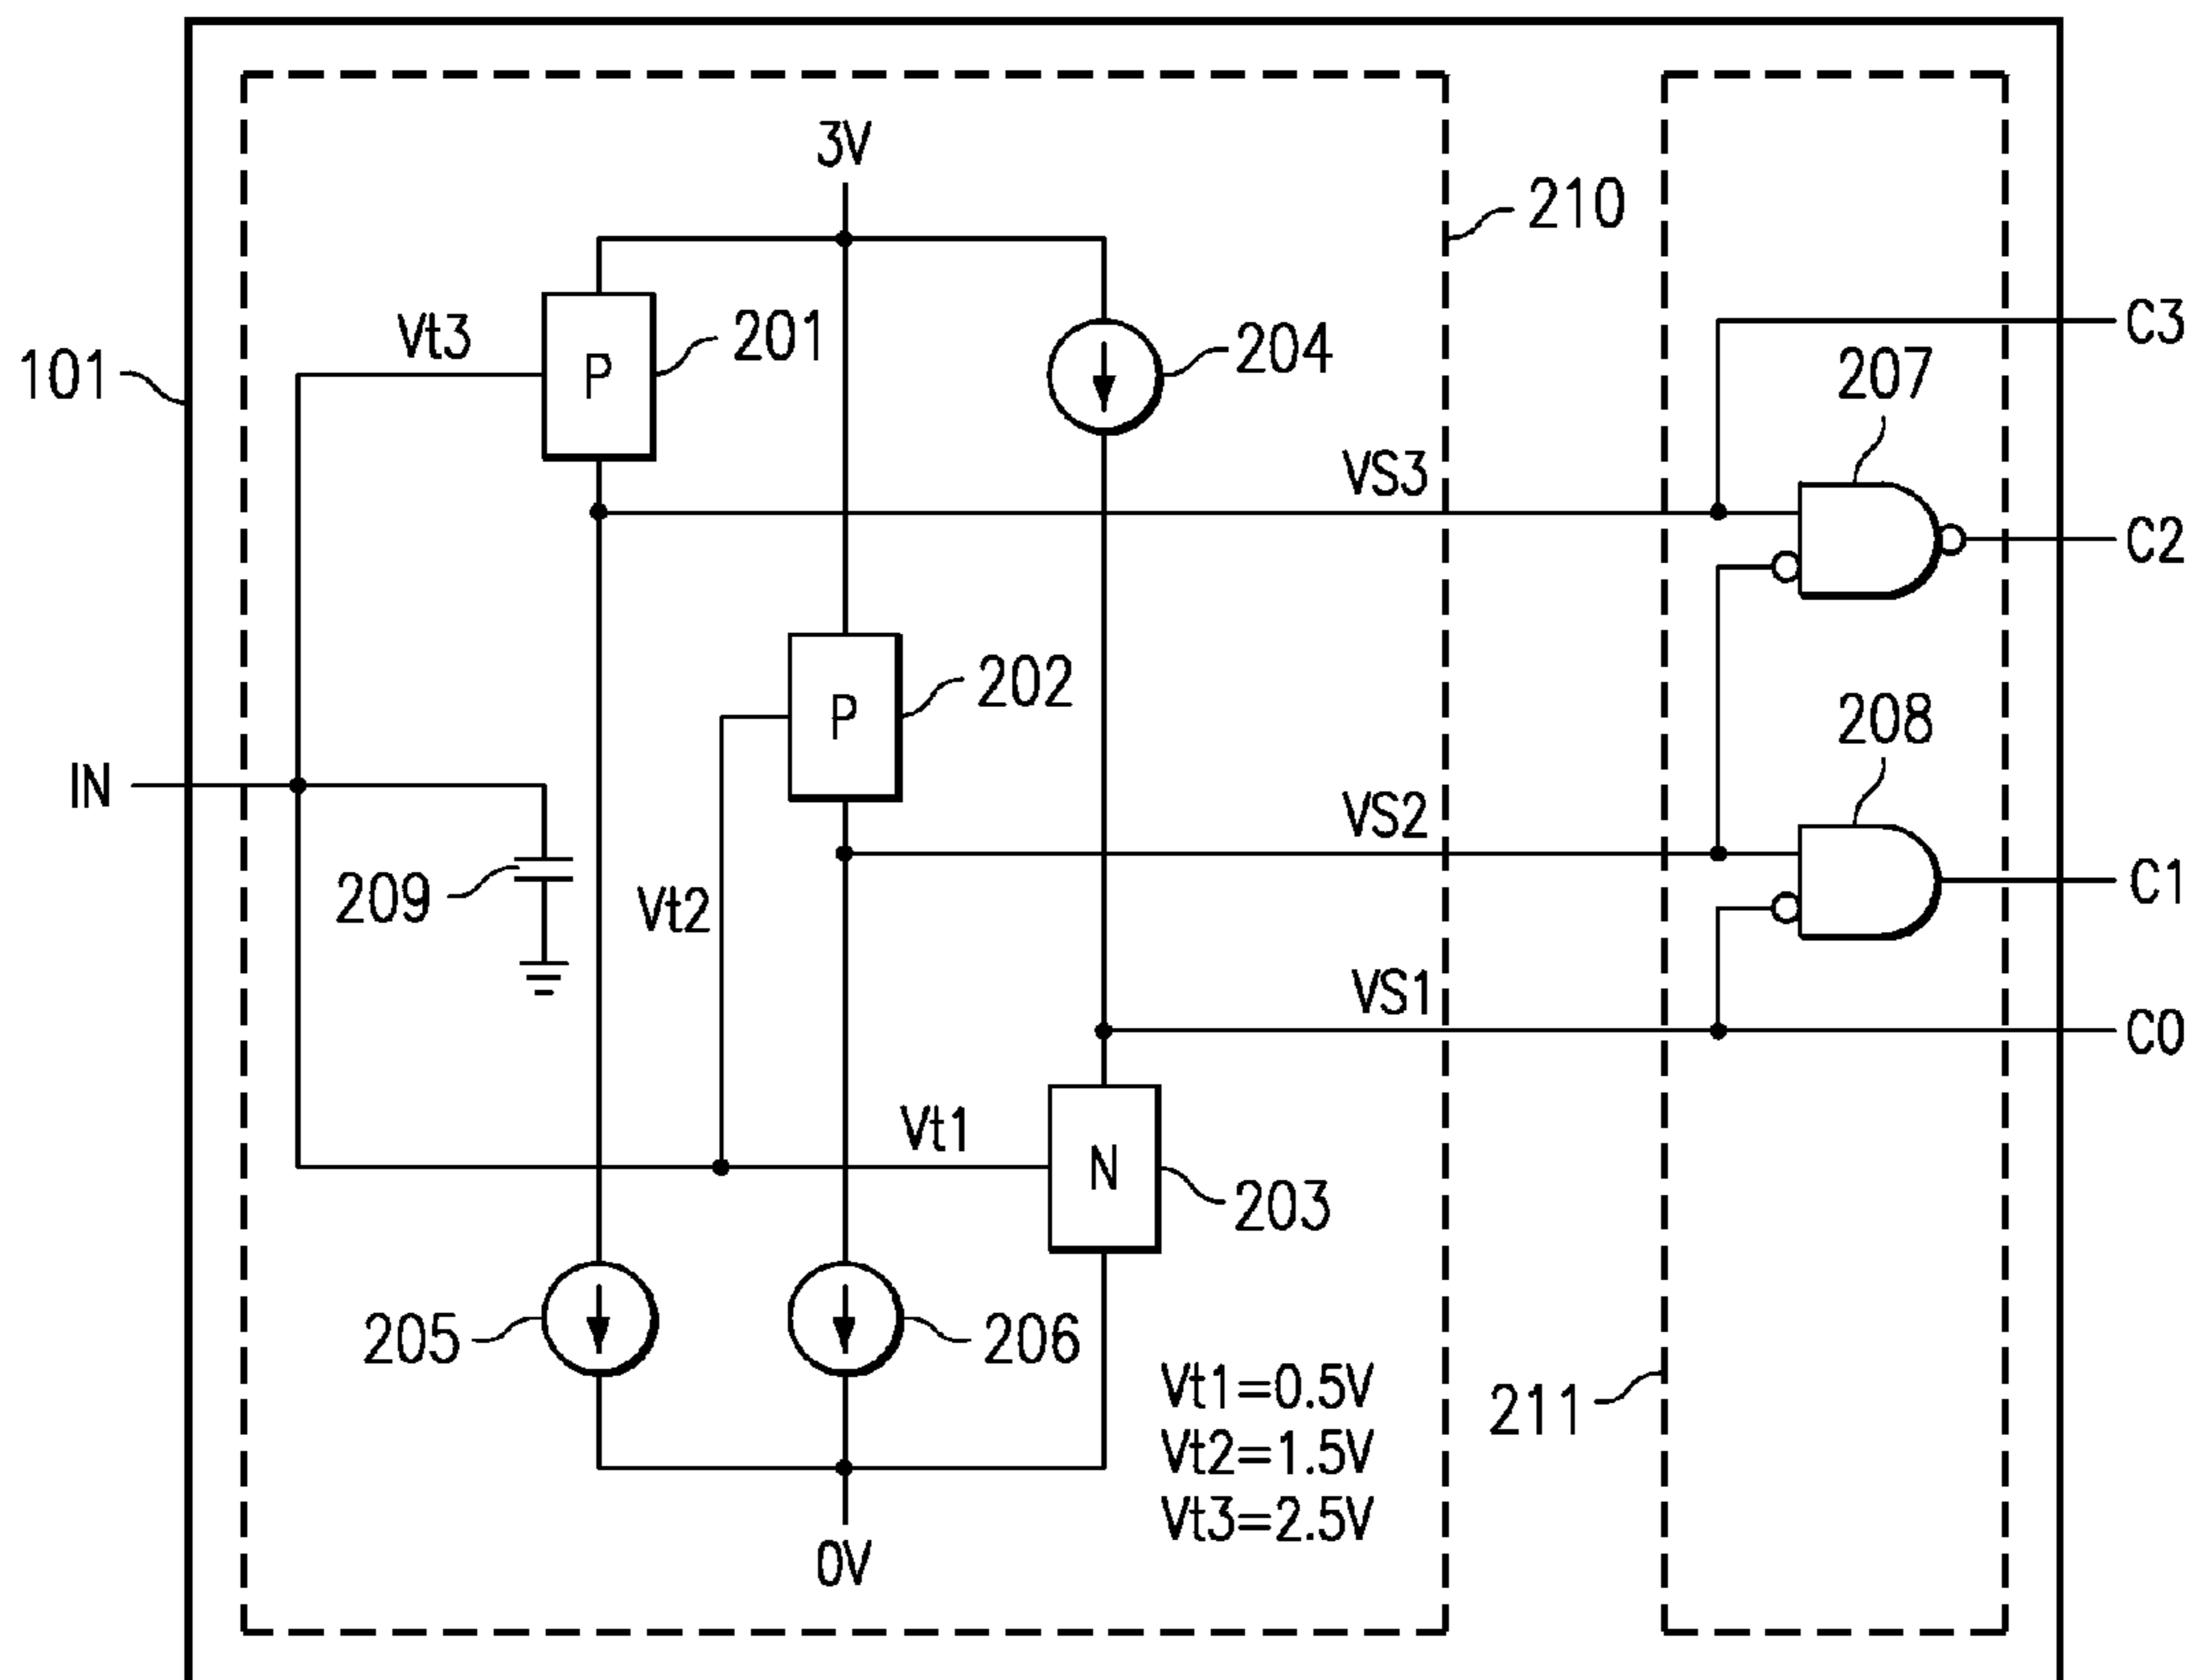 3V
210
C3
Vt3
201
204
207
101
P
VS3
C2
202
P
208
IN
VS2
209
Vt2
C1
VS1
C0
Vt1
N
203
205
206
Vt1=0.5V
211
Vt2=1.5V
Vt3=2.5V
0V